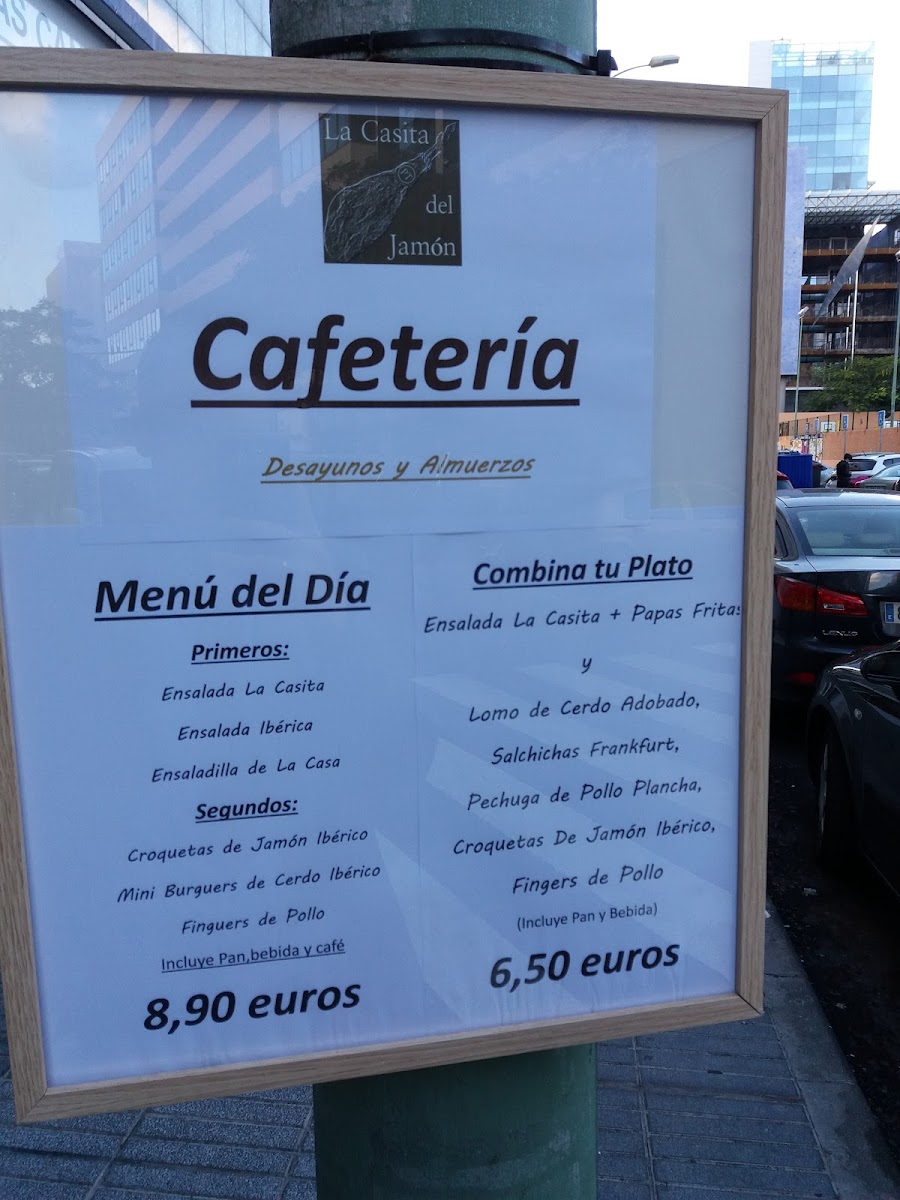 AS CA
La Casita
del
Jamón
Cafetería
Desayunos y Almuerzos
Menú del Día
Primeros:
Ensalada La Casita
Ensalada Ibérica
Ensaladilla de La Casa
Segundos:
Croquetas de Jamón Ibérico
Mini Burguers de Cerdo Ibérico
Finguers de Pollo
Incluye Pan,bebida y café
8,90 euros
Combina tu Plato
Ensalada La Casita + Papas Fritas
y
Lomo de Cerdo Adobado,
Salchichas Frankfurt,
Pechuga de Pollo Plancha,
Croquetas De Jamón Ibérico,
Fingers de Pollo
(Incluye Pan y Bebida)
6,50 euros
LEXUS